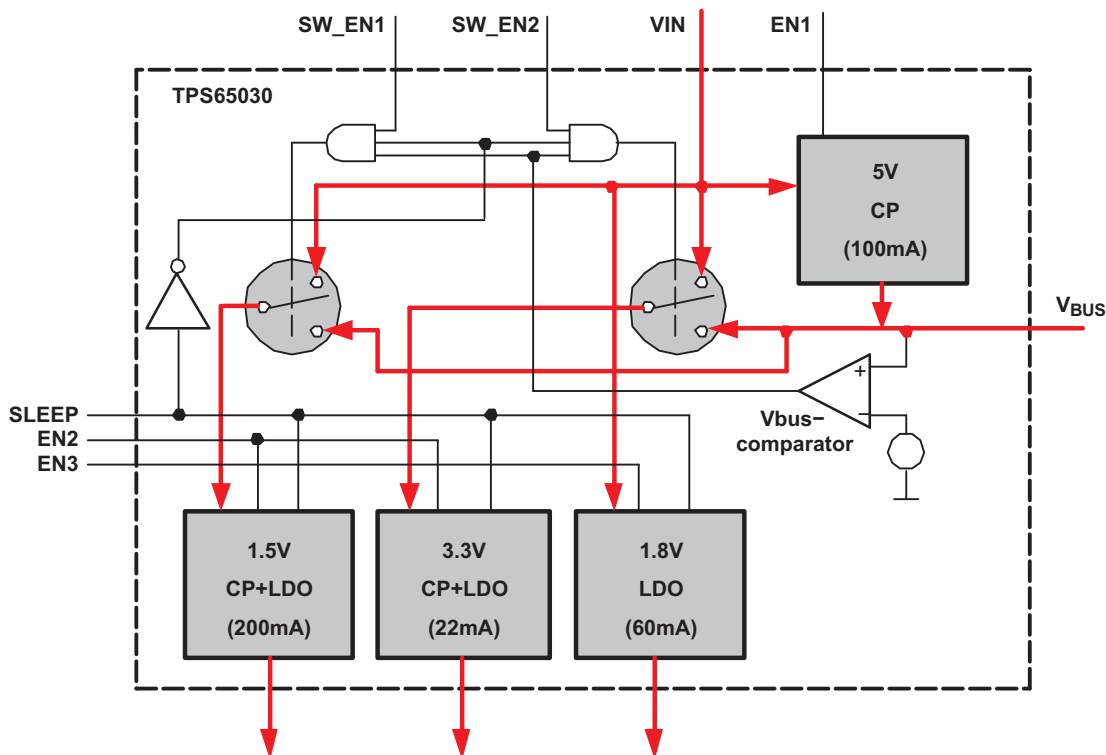 SW_EN1 SW_EN2 VIN EN1
TPS65030
5V
CP
(100mA)
VBUS
+
−
Vbus−
comparator
SLEEP
EN2
EN3
1.5V
CP+LDO
(200mA)
3.3V
CP+LDO
(22mA)
1.8V
LDO
(60mA)